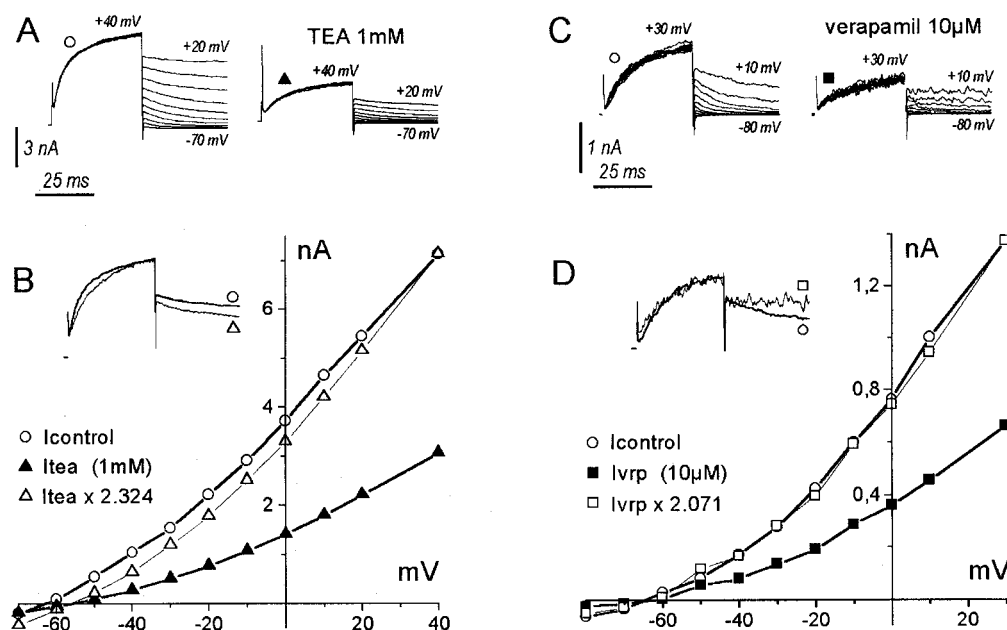 A
+40 mV
+20 mV
-70 mV
3 nA
25 ms
TEA 1mM
+40 mV
+20 mV
-70 mV
C
+30 mV
+10 mV
-80 mV
1 nA
25 ms
verapamil 10µM
+30 mV
+10 mV
-80 mV
B
nA
6
4
2
Icontrol
Itea (1mM)
Itea x 2.324
mV
-60 -40 -20 20 40
D
nA
1,2
0,8
0,4
Icontrol
Ivrp (10µM)
Ivrp x 2.071
mV
-60 -40 -20 20